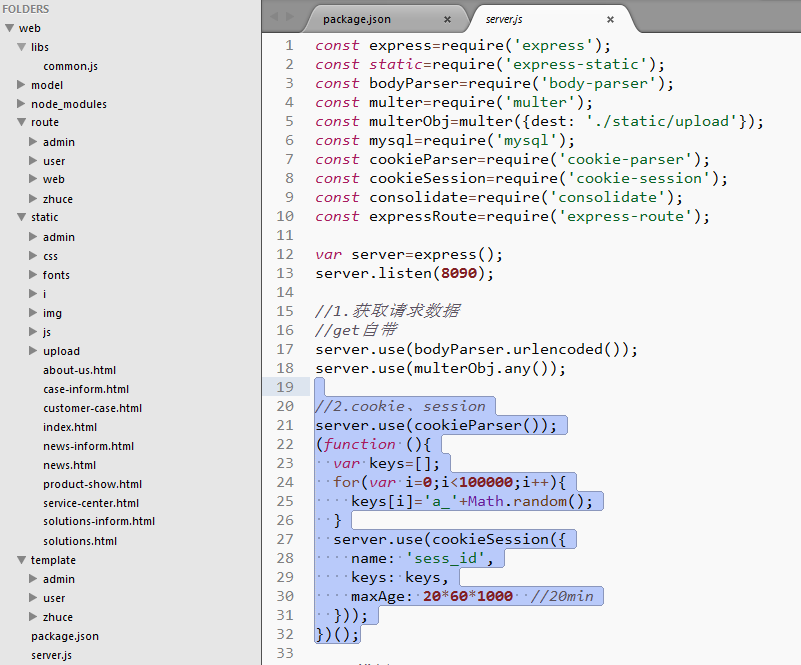 FOLDERS
web
libs
common.js
model
node_modules
route
admin
user
web
zhuce
static
admin
css
fonts
i
img
js
upload
about-us.html
case-inform.html
customer-case.html
index.html
news-inform.html
news.html
product-show.html
service-center.html
solutions-inform.html
solutions.html
template
admin
user
zhuce
package.json
server.js
package.json × server.js ×
1 const express=require('express');
2 const static=require('express-static');
3 const bodyParser=require('body-parser');
4 const multer=require('multer');
5 const multerObj=multer({dest: './static/upload'});
6 const mysql=require('mysql');
7 const cookieParser=require('cookie-parser');
8 const cookieSession=require('cookie-session');
9 const consolidate=require('consolidate');
10 const expressRoute=require('express-route');
11
12 var server=express();
13 server.listen(8090);
14
15 //1.获取请求数据
16 //get自带
17 server.use(bodyParser.urlencoded());
18 server.use(multerObj.any());
19
20 //2.cookie、session
21 server.use(cookieParser());
22 (function (){
23 var keys=[];
24 for(var i=0;i<100000;i++){
25 keys[i]='a_'+Math.random();
26 }
27 server.use(cookieSession({
28 name: 'sess_id',
29 keys: keys,
30 maxAge: 20*60*1000 //20min
31 }));
32 })();
33